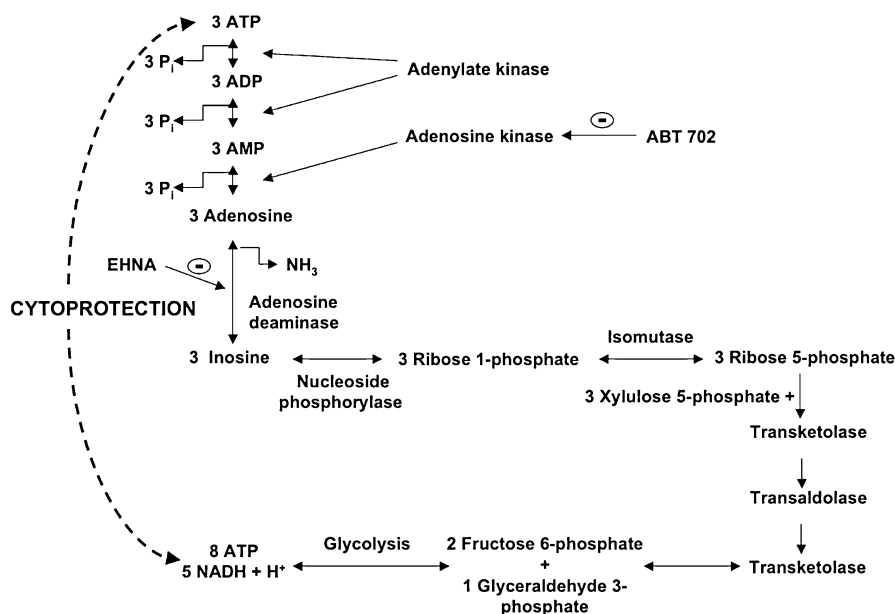 3 ATP
3 Pi
Adenylate kinase
3 ADP
3 Pi
Adenosine kinase
-
ABT 702
3 AMP
3 Pi
3 Adenosine
EHNA
-
NH3
CYTOPROTECTION
Adenosine
deaminase
3 Inosine
Nucleoside
phosphorylase
3 Ribose 1-phosphate
Isomutase
3 Ribose 5-phosphate
3 Xylulose 5-phosphate +
Transketolase
Transaldolase
Transketolase
2 Fructose 6-phosphate
+
1 Glyceraldehyde 3-
phosphate
Glycolysis
8 ATP
5 NADH + H+